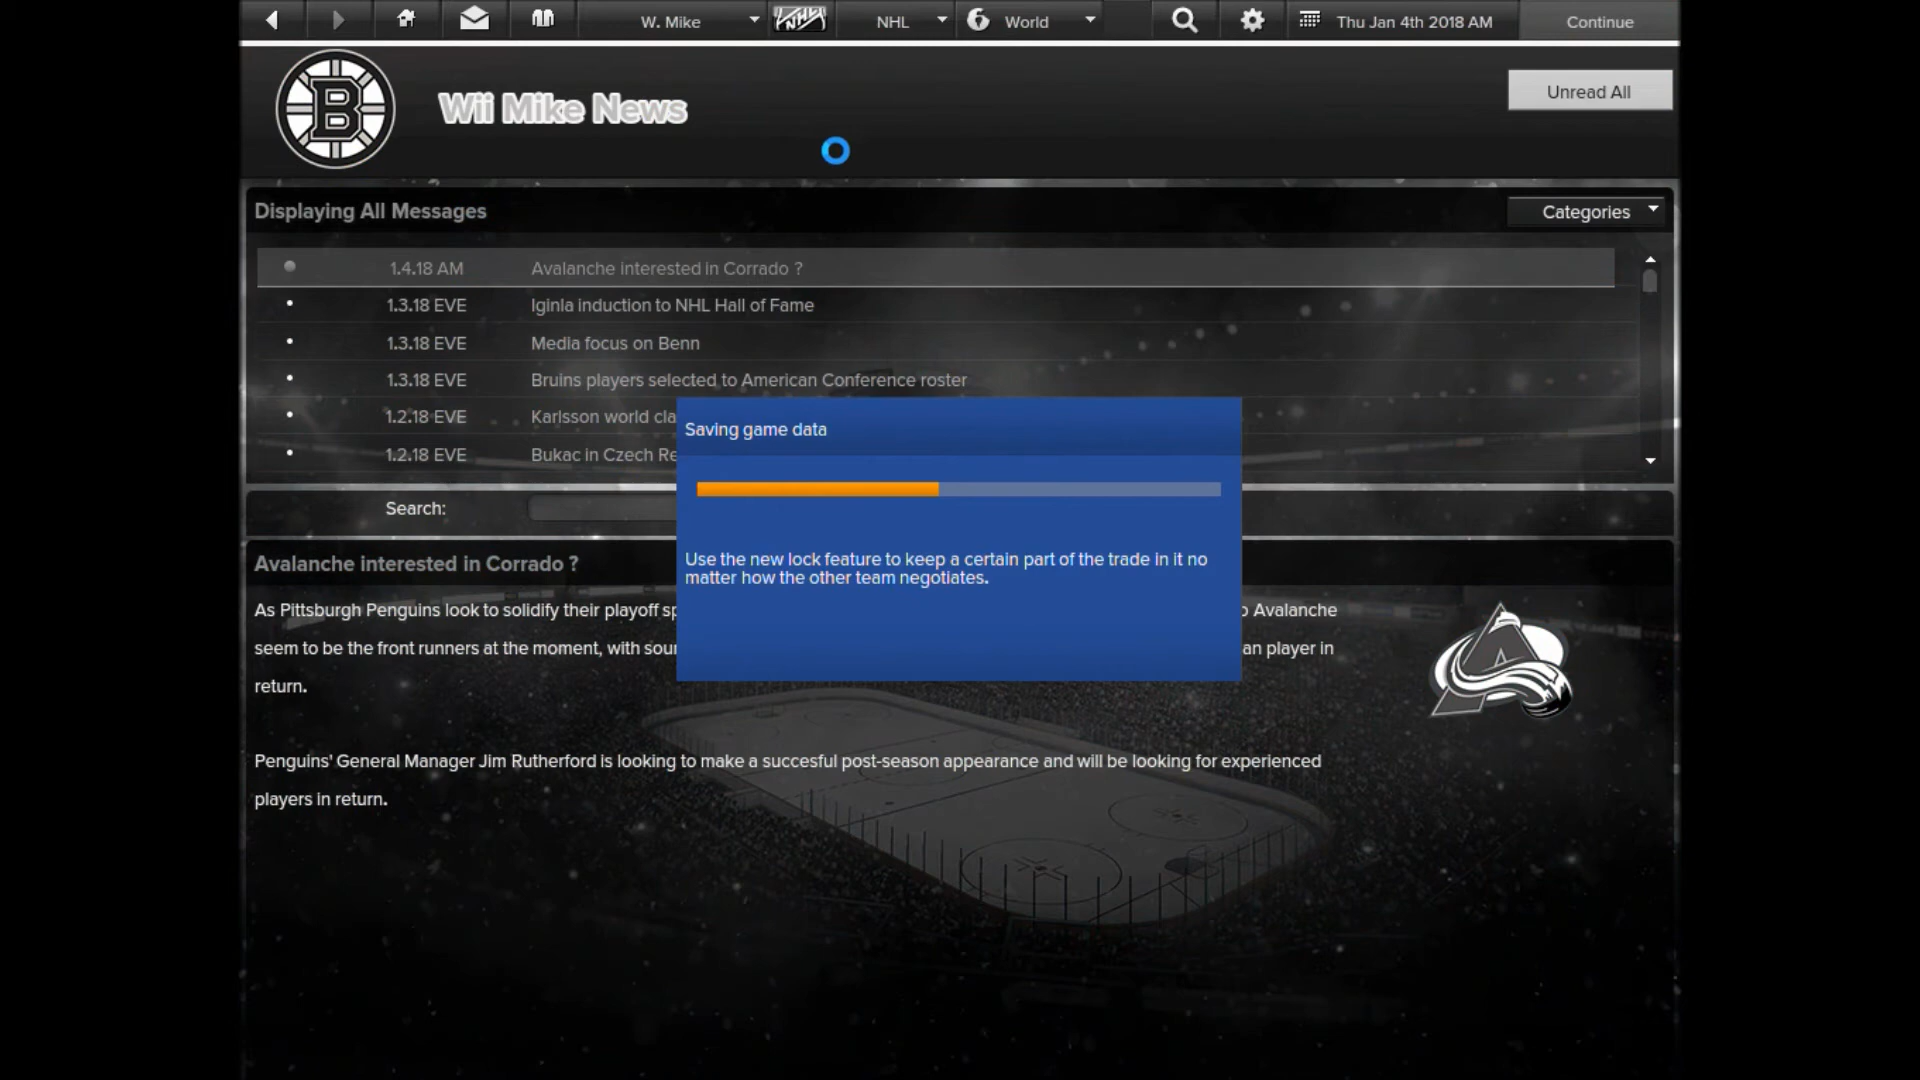 W. Mike
NHL
NHL
World
Thu Jan 4th 2018 AM
Continue
B
Wii Mike News
Unread All
Displaying All Messages
Categories
1.4.18 AM Avalanche interested in Corrado ?
1.3.18 EVE Iginla induction to NHL Hall of Fame
1.3.18 EVE Media focus on Benn
1.3.18 EVE Bruins players selected to American Conference roster
1.2.18 EVE Karlsson world cla
1.2.18 EVE Bukac in Czech Re
Search:
Saving game data
Use the new lock feature to keep a certain part of the trade in it no
matter how the other team negotiates.
Avalanche interested in Corrado ?
As Pittsburgh Penguins look to solidify their playoff sp
Avalanche
seem to be the front runners at the moment, with sour
an player in
return.
Penguins' General Manager Jim Rutherford is looking to make a succesful post-season appearance and will be looking for experienced
players in return.